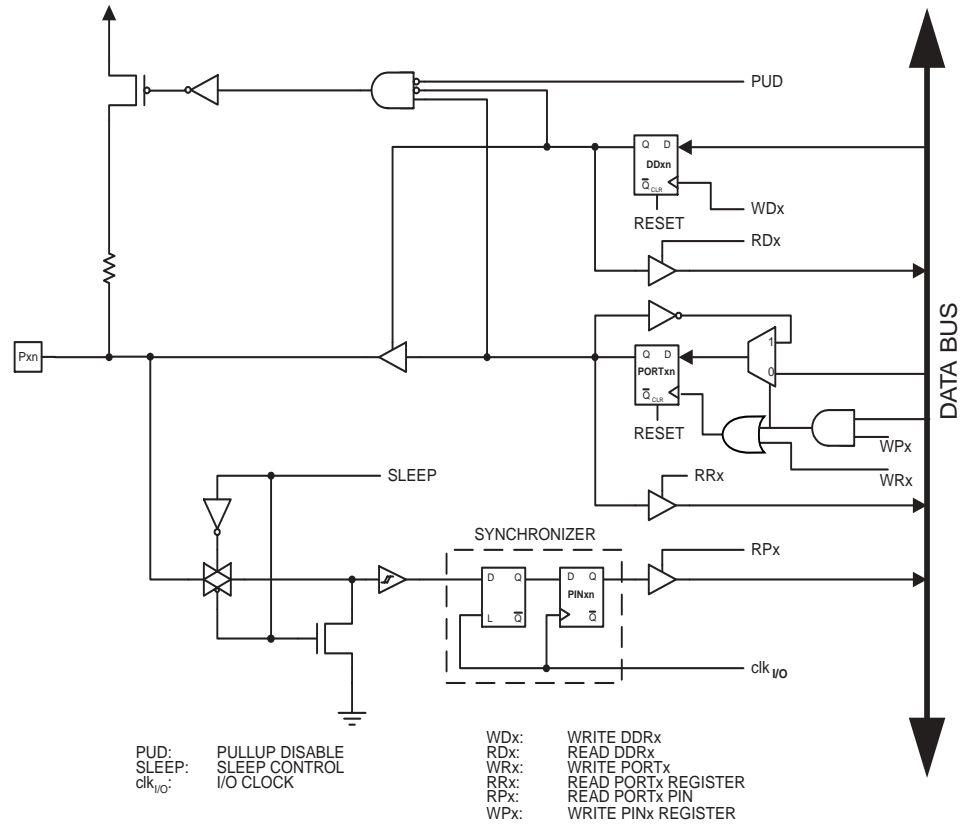 PUD
Q D
DDxn
Q CLR
WDx
RESET
RDx
Pxn
1
Q D
PORTxn
0
Q CLR
RESET
WPx
WRx
DATA BUS
SLEEP
RRx
SYNCHRONIZER
RPx
D Q
L Q
D Q
PINxn
Q
clk I/O
PUD: PULLUP DISABLE
SLEEP: SLEEP CONTROL
clkI/O: I/O CLOCK
WDx: WRITE DDRx
RDx: READ DDRx
WRx: WRITE PORTx
RRx: READ PORTx REGISTER
RPx: READ PORTx PIN
WPx: WRITE PINx REGISTER